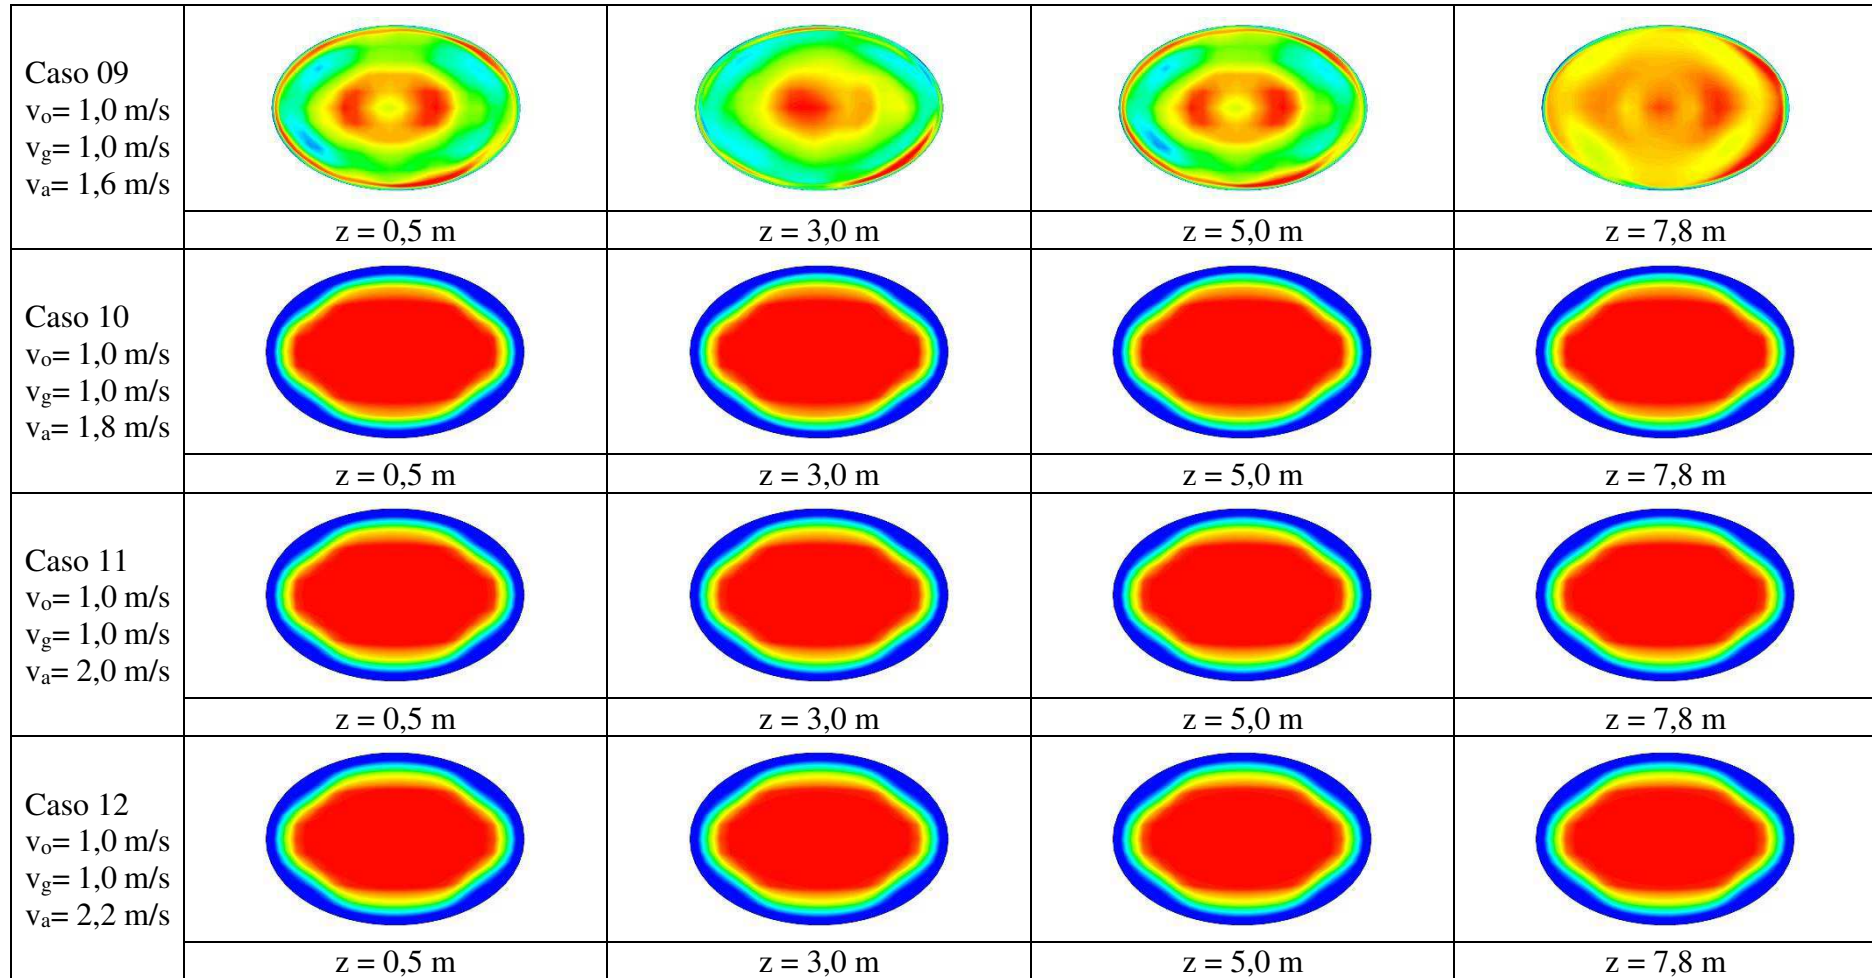 Caso 09
vₒ= 1,0 m/s
v_g= 1,0 m/s
vₐ= 1,6 m/s
z = 0,5 m
z = 3,0 m
z = 5,0 m
z = 7,8 m
Caso 10
vₒ= 1,0 m/s
v_g= 1,0 m/s
vₐ= 1,8 m/s
z = 0,5 m
z = 3,0 m
z = 5,0 m
z = 7,8 m
Caso 11
vₒ= 1,0 m/s
v_g= 1,0 m/s
vₐ= 2,0 m/s
z = 0,5 m
z = 3,0 m
z = 5,0 m
z = 7,8 m
Caso 12
vₒ= 1,0 m/s
v_g= 1,0 m/s
vₐ= 2,2 m/s
z = 0,5 m
z = 3,0 m
z = 5,0 m
z = 7,8 m